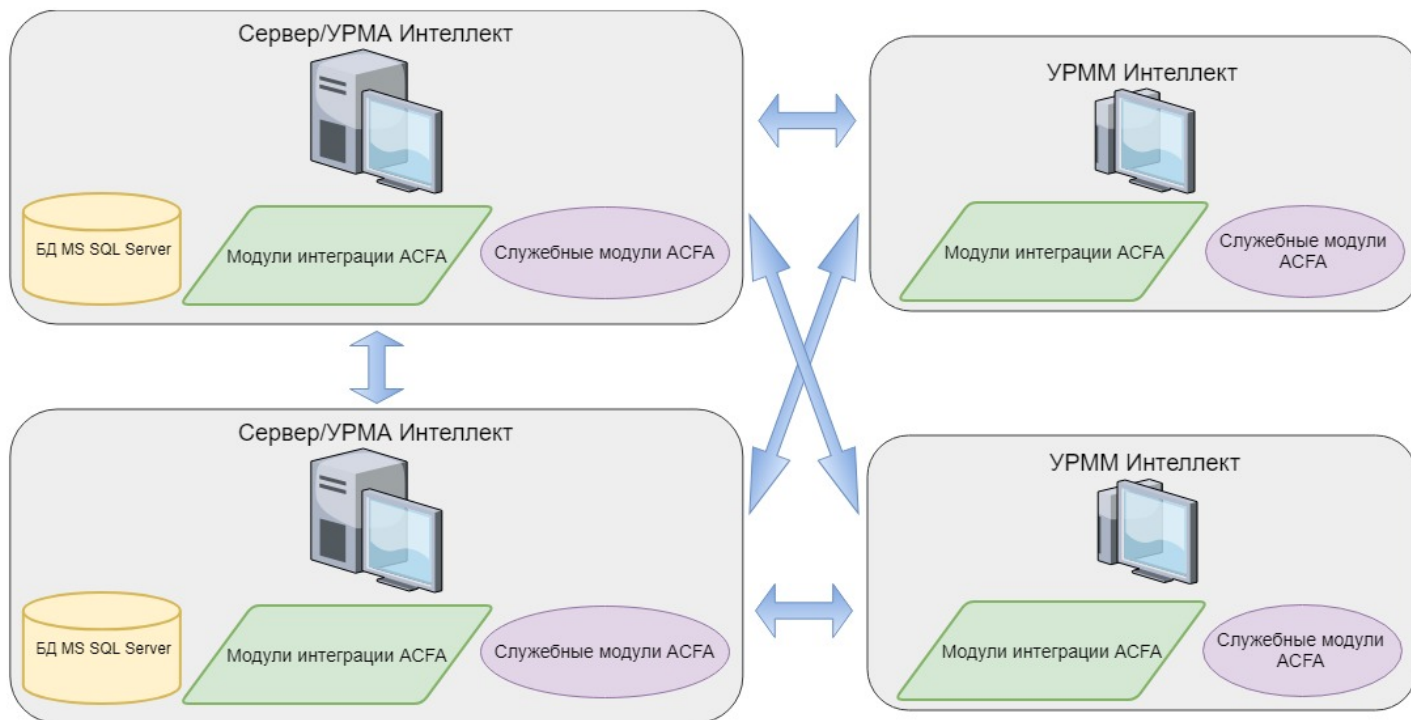 Сервер/УРМА Интеллект
БД MS SQL Server
Модули интеграции ACFA
Служебные модули ACFA
УРММ Интеллект
Модули интеграции ACFA
Служебные модули
ACFA
Сервер/УРМА Интеллект
БД MS SQL Server
Модули интеграции ACFA
Служебные модули ACFA
УРММ Интеллект
Модули интеграции ACFA
Служебные модули
ACFA